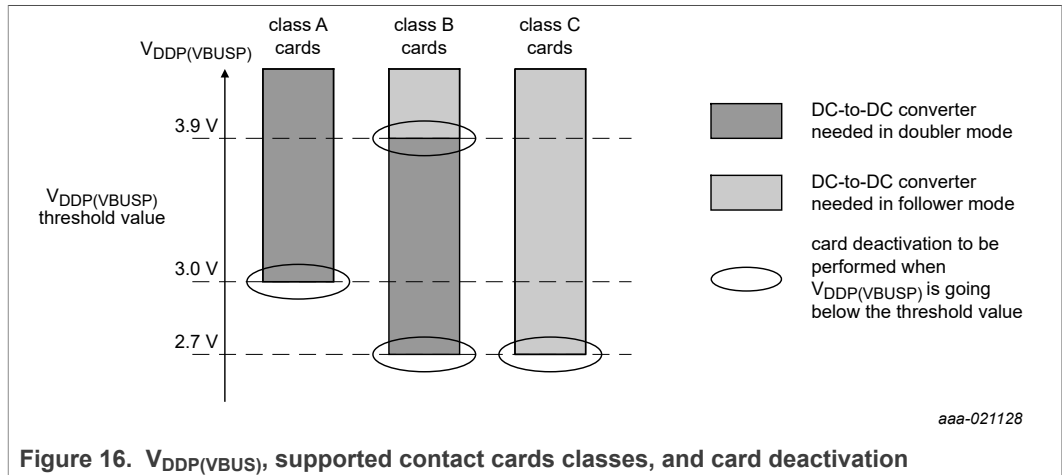 class A
cards
class B
cards
class C
cards
VDDP(VBUSP)
3.9 V
VDDP(VBUSP)
threshold value
3.0 V
2.7 V
DC-to-DC converter
needed in doubler mode
DC-to-DC converter
needed in follower mode
card deactivation to be
performed when
VDDP(VBUSP) is going
below the threshold value
aaa-021128
Figure 16. VDDP(VBUS), supported contact cards classes, and card deactivation